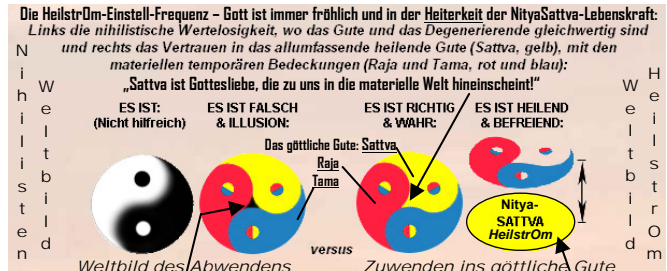 Die HeilstrOm-Einstell-Frequenz – Gott ist immer fröhlich und in der Heiterkeit der NityaSattva-Lebenskraft:
Links die nihilistische Wertelosigkeit, wo das Gute und das Degenerierende gleichwertig sind
und rechts das Vertrauen in das allumfassende heilende Gute (Sattva, gelb), mit den
materiellen temporären Bedeckungen (Raja und Tama, rot und blau):
„Sattva ist Gottesliebe, die zu uns in die materielle Welt hineinscheint!“
Nihilisten
Weltbild
ES IST:
(Nicht hilfreich)
ES IST FALSCH
& ILLUSION:
ES IST RICHTIG
& WAHR:
ES IST HEILEND
& BEFREIEND:
Das göttliche Gute: Sattva
Raja
Tama
Nitya-
SATTVA
HeilstrOm
versus
Weltbild des Abwendens
Zuwenden ins göttliche Gute
Weltbild
HeilstrOm